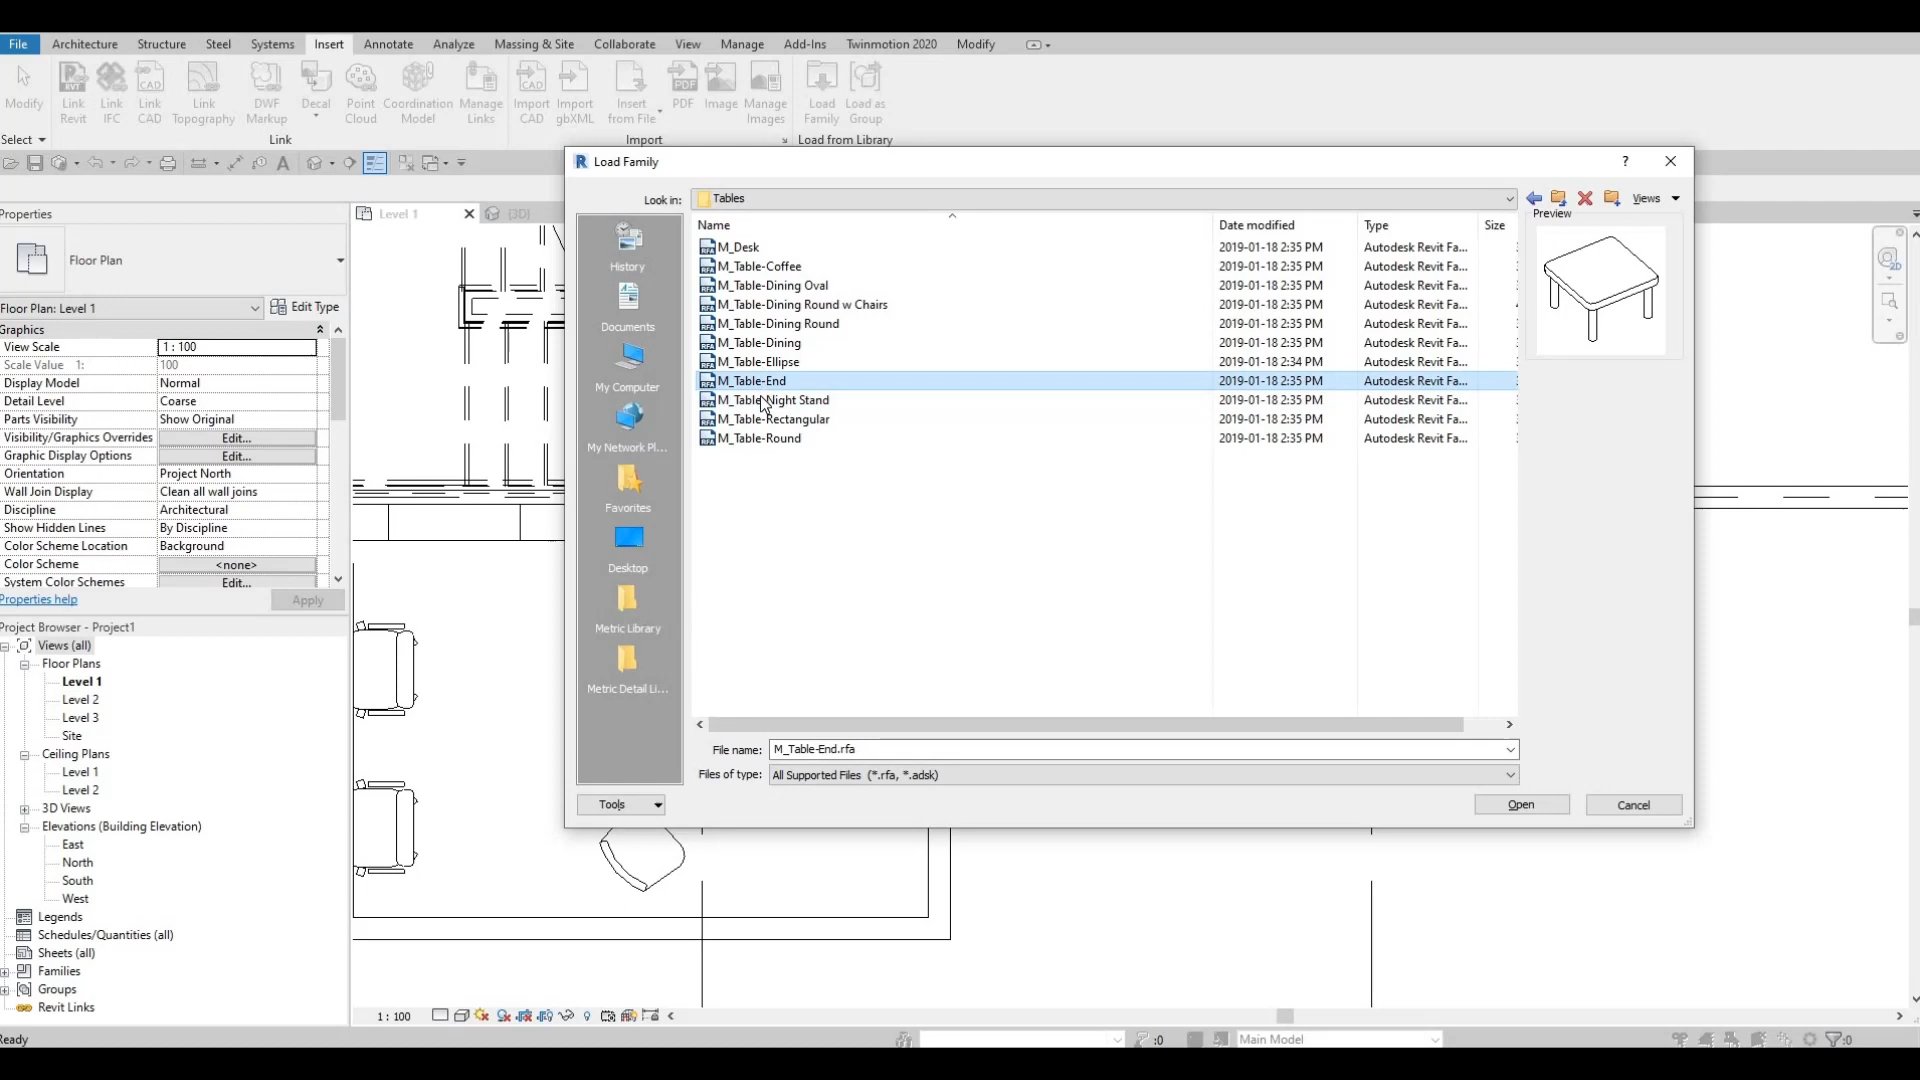 File Architecture Structure Steel Systems Insert Annotate Analyze Massing & Site Collaborate View Manage Add-Ins Twinmotion 2020 Modify
Modify
Link Revit
Link IFC
Link CAD
Link Topography
DWF Markup
Decal
Point Cloud
Coordination Model
Manage Links
Import CAD
Import gbXML
Insert from File
PDF
Image
Manage Images
Load Family
Load as Group
Select
Link
Import
Load from Library
Properties
Level 1
{3D}
Floor Plan
Floor Plan: Level 1
Edit Type
Graphics
View Scale 1 : 100
Scale Value 1: 100
Display Model Normal
Detail Level Coarse
Parts Visibility Show Original
Visibility/Graphics Overrides Edit...
Graphic Display Options Edit...
Orientation Project North
Wall Join Display Clean all wall joins
Discipline Architectural
Show Hidden Lines By Discipline
Color Scheme Location Background
Color Scheme <none>
System Color Schemes Edit...
Properties help
Apply
Project Browser - Project1
Views (all)
Floor Plans
Level 1
Level 2
Level 3
Site
Ceiling Plans
Level 1
Level 2
3D Views
Elevations (Building Elevation)
East
North
South
West
Legends
Schedules/Quantities (all)
Sheets (all)
Families
Groups
Revit Links
Load Family
Look in: Tables
Views
History
Documents
My Computer
My Network Pl...
Favorites
Desktop
Metric Library
Metric Detail Li...
Name Date modified Type Size
M_Desk 2019-01-18 2:35 PM Autodesk Revit Fa...
M_Table-Coffee 2019-01-18 2:35 PM Autodesk Revit Fa...
M_Table-Dining Oval 2019-01-18 2:35 PM Autodesk Revit Fa...
M_Table-Dining Round w Chairs 2019-01-18 2:35 PM Autodesk Revit Fa...
M_Table-Dining Round 2019-01-18 2:35 PM Autodesk Revit Fa...
M_Table-Dining 2019-01-18 2:35 PM Autodesk Revit Fa...
M_Table-Ellipse 2019-01-18 2:34 PM Autodesk Revit Fa...
M_Table-End 2019-01-18 2:35 PM Autodesk Revit Fa...
M_Table-Night Stand 2019-01-18 2:35 PM Autodesk Revit Fa...
M_Table-Rectangular 2019-01-18 2:35 PM Autodesk Revit Fa...
M_Table-Round 2019-01-18 2:35 PM Autodesk Revit Fa...
Preview
File name: M_Table-End.rfa
Files of type: All Supported Files (*.rfa, *.adsk)
Tools
Open
Cancel
1 : 100
Ready
:0
Main Model
:0
2D